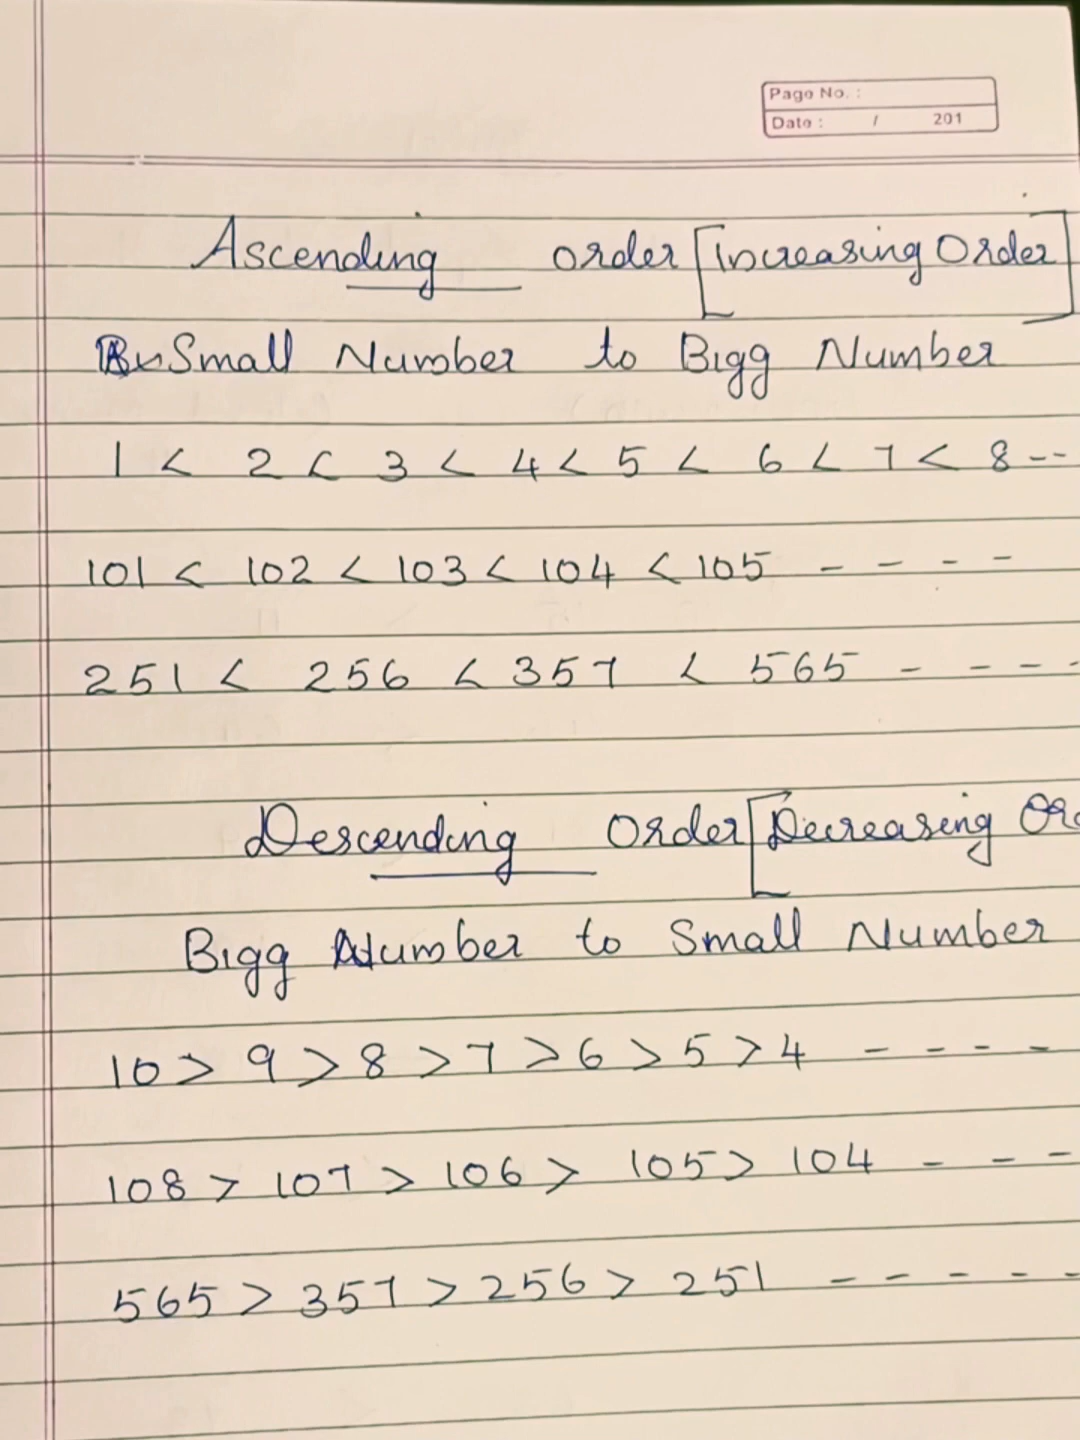 Page No. :
Date : / 201
Ascending order [Increasing Order]
Small Number to Bigg Number
1 < 2 < 3 < 4 < 5 < 6 < 7 < 8 --
101 < 102 < 103 < 104 < 105 - - - -
251 < 256 < 357 < 565 - - - -
Descending Order [Decreasing Or
Bigg Number to Small Number
10 > 9 > 8 > 7 > 6 > 5 > 4 - - - -
108 > 107 > 106 > 105 > 104 - - -
565 > 357 > 256 > 251 - - - - -